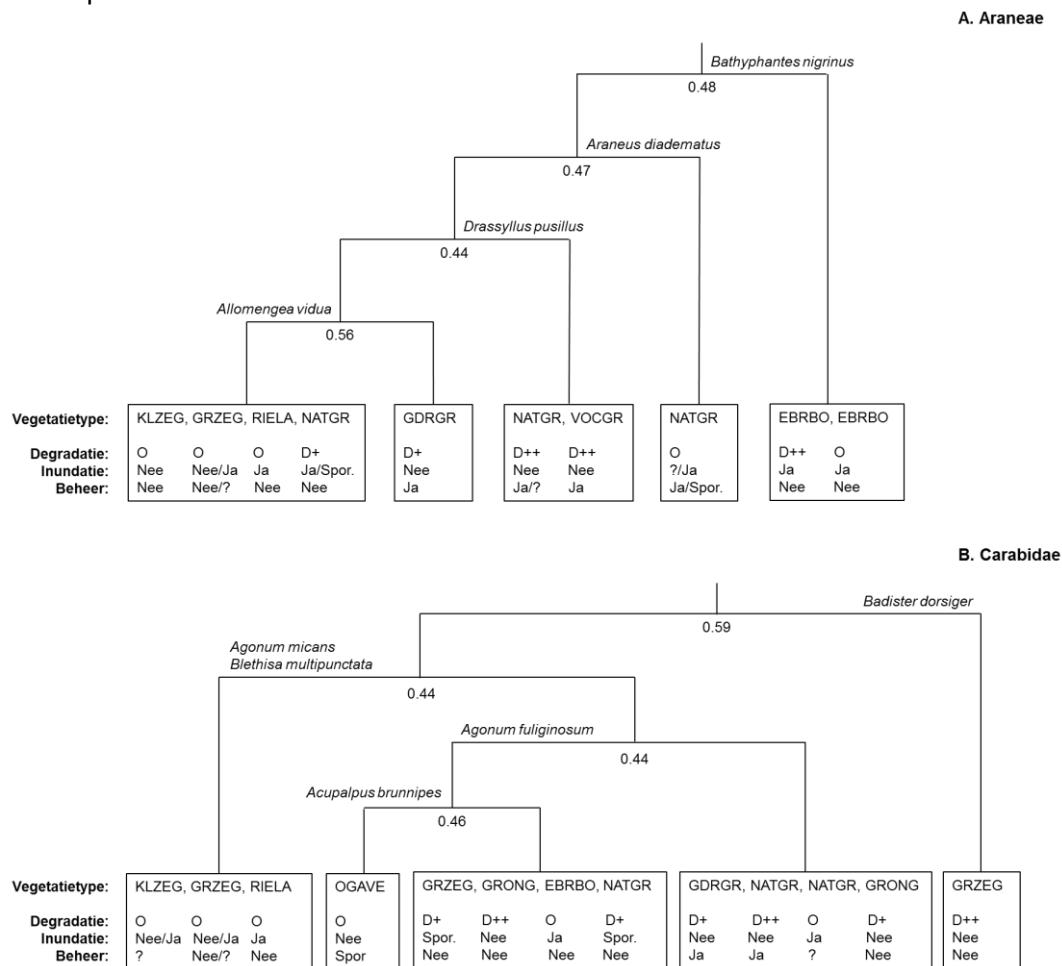 A. Araneae
Bathyphantes nigrinus
0.48
Araneus diadematus
0.47
Drassyllus pusillus
0.44
Allomengea vidua
0.56
Vegetatietype: KLZEG, GRZEG, RIELA, NATGR GDRGR NATGR, VOCGR NATGR EBRBO, EBRBO
Degradatie: O O O D+ D+ D++ D++ O D++ O
Inundatie: Nee Nee/Ja Ja Ja/Spor. Nee Nee Nee ?/Ja Ja Ja
Beheer: Nee Nee/? Nee Nee Ja Ja/? Ja Ja/Spor. Nee Nee
B. Carabidae
Badister dorsiger
0.59
Agonum micans
Blethisa multipunctata
0.44
Agonum fuliginosum
0.44
Acupalpus brunnipes
0.46
Vegetatietype: KLZEG, GRZEG, RIELA OGAVE GRZEG, GRONG, EBRBO, NATGR GDRGR, NATGR, NATGR, GRONG GRZEG
Degradatie: O O O O D+ D++ O D+ D+ D++ O D+ D++
Inundatie: Nee/Ja Nee/Ja Ja Nee Spor. Nee Ja Spor. Nee Nee Ja Nee Nee
Beheer: ? Nee/? Nee Spor Nee Nee Nee Nee Ja Ja ? Nee Nee